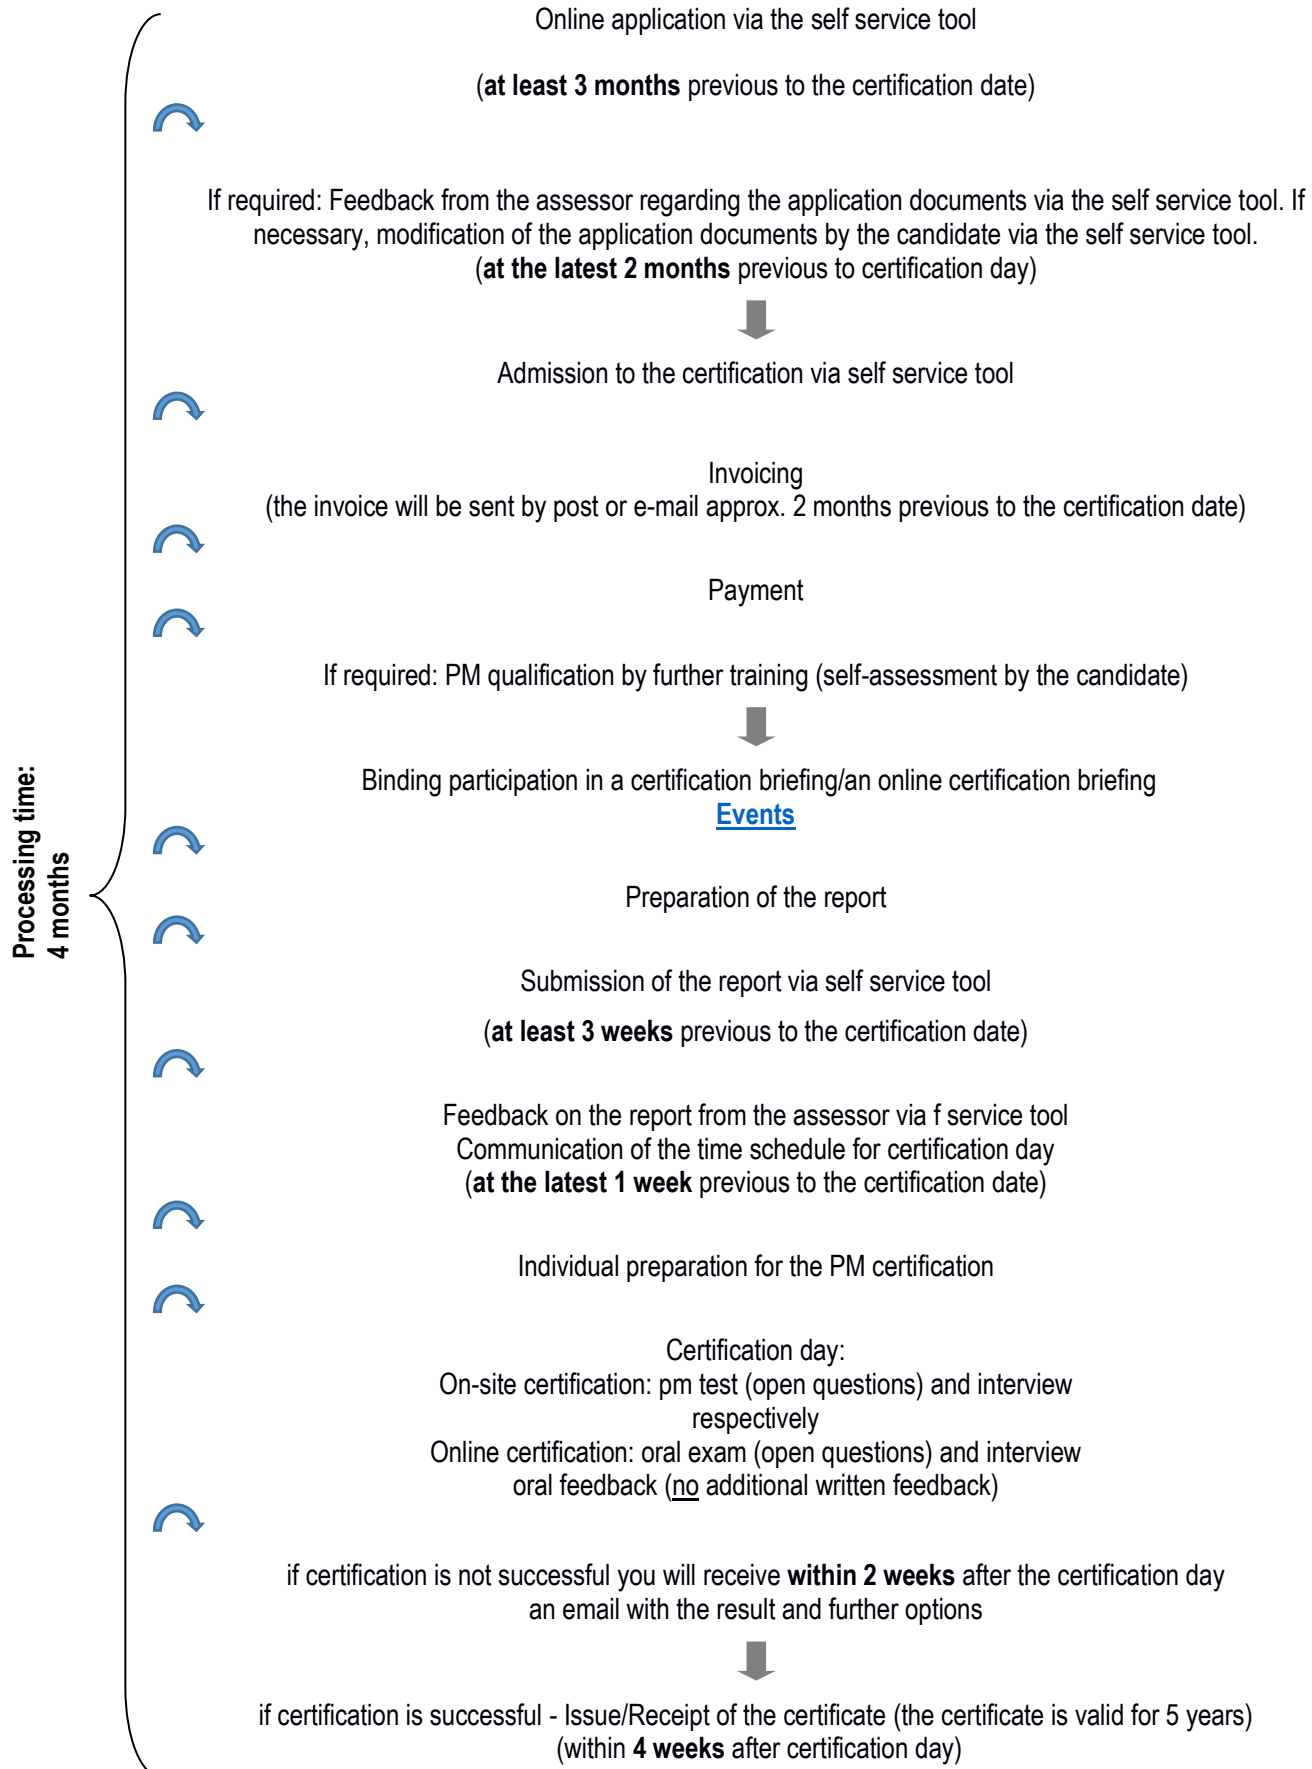 Online application via the self service tool
(at least 3 months previous to the certification date)
If required: Feedback from the assessor regarding the application documents via the self service tool. If
necessary, modification of the application documents by the candidate via the self service tool.
(at the latest 2 months previous to certification day)
Admission to the certification via self service tool
Invoicing
(the invoice will be sent by post or e-mail approx. 2 months previous to the certification date)
Payment
If required: PM qualification by further training (self-assessment by the candidate)
Binding participation in a certification briefing/an online certification briefing
Events
Processing time:
4 months
Preparation of the report
Submission of the report via self service tool
(at least 3 weeks previous to the certification date)
Feedback on the report from the assessor via f service tool
Communication of the time schedule for certification day
(at the latest 1 week previous to the certification date)
Individual preparation for the PM certification
Certification day:
On-site certification: pm test (open questions) and interview
respectively
Online certification: oral exam (open questions) and interview
oral feedback (no additional written feedback)
if certification is not successful you will receive within 2 weeks after the certification day
an email with the result and further options
if certification is successful - Issue/Receipt of the certificate (the certificate is valid for 5 years)
(within 4 weeks after certification day)